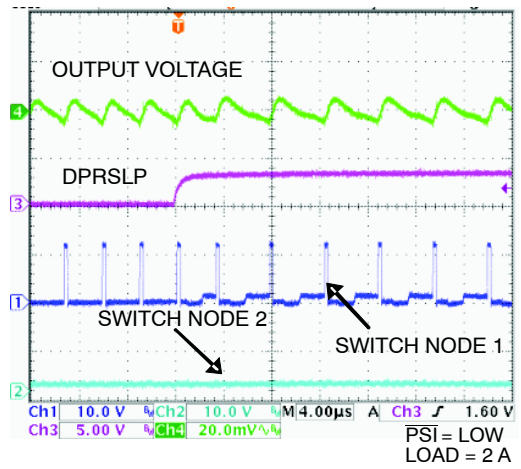 T
OUTPUT VOLTAGE
4
DPRSLP
3
1
SWITCH NODE 2
SWITCH NODE 1
2
Ch1 10.0 V Ch2 10.0 V M 4.00µs A Ch3 1.60 V
Ch3 5.00 V Ch4 20.0mV
PSI = LOW
LOAD = 2 A